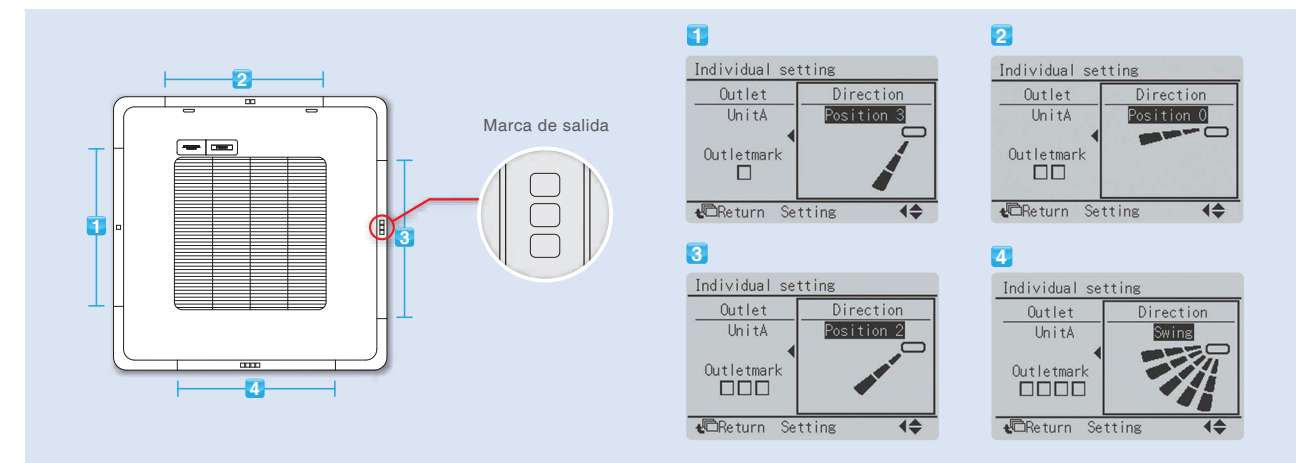 2
1
3
4
Marca de salida
1
Individual setting
Outlet
Direction
UnitA
Position 3
Outletmark
Return Setting
2
Individual setting
Outlet
Direction
UnitA
Position 0
Outletmark
Return Setting
3
Individual setting
Outlet
Direction
UnitA
Position 2
Outletmark
Return Setting
4
Individual setting
Outlet
Direction
UnitA
Swing
Outletmark
Return Setting